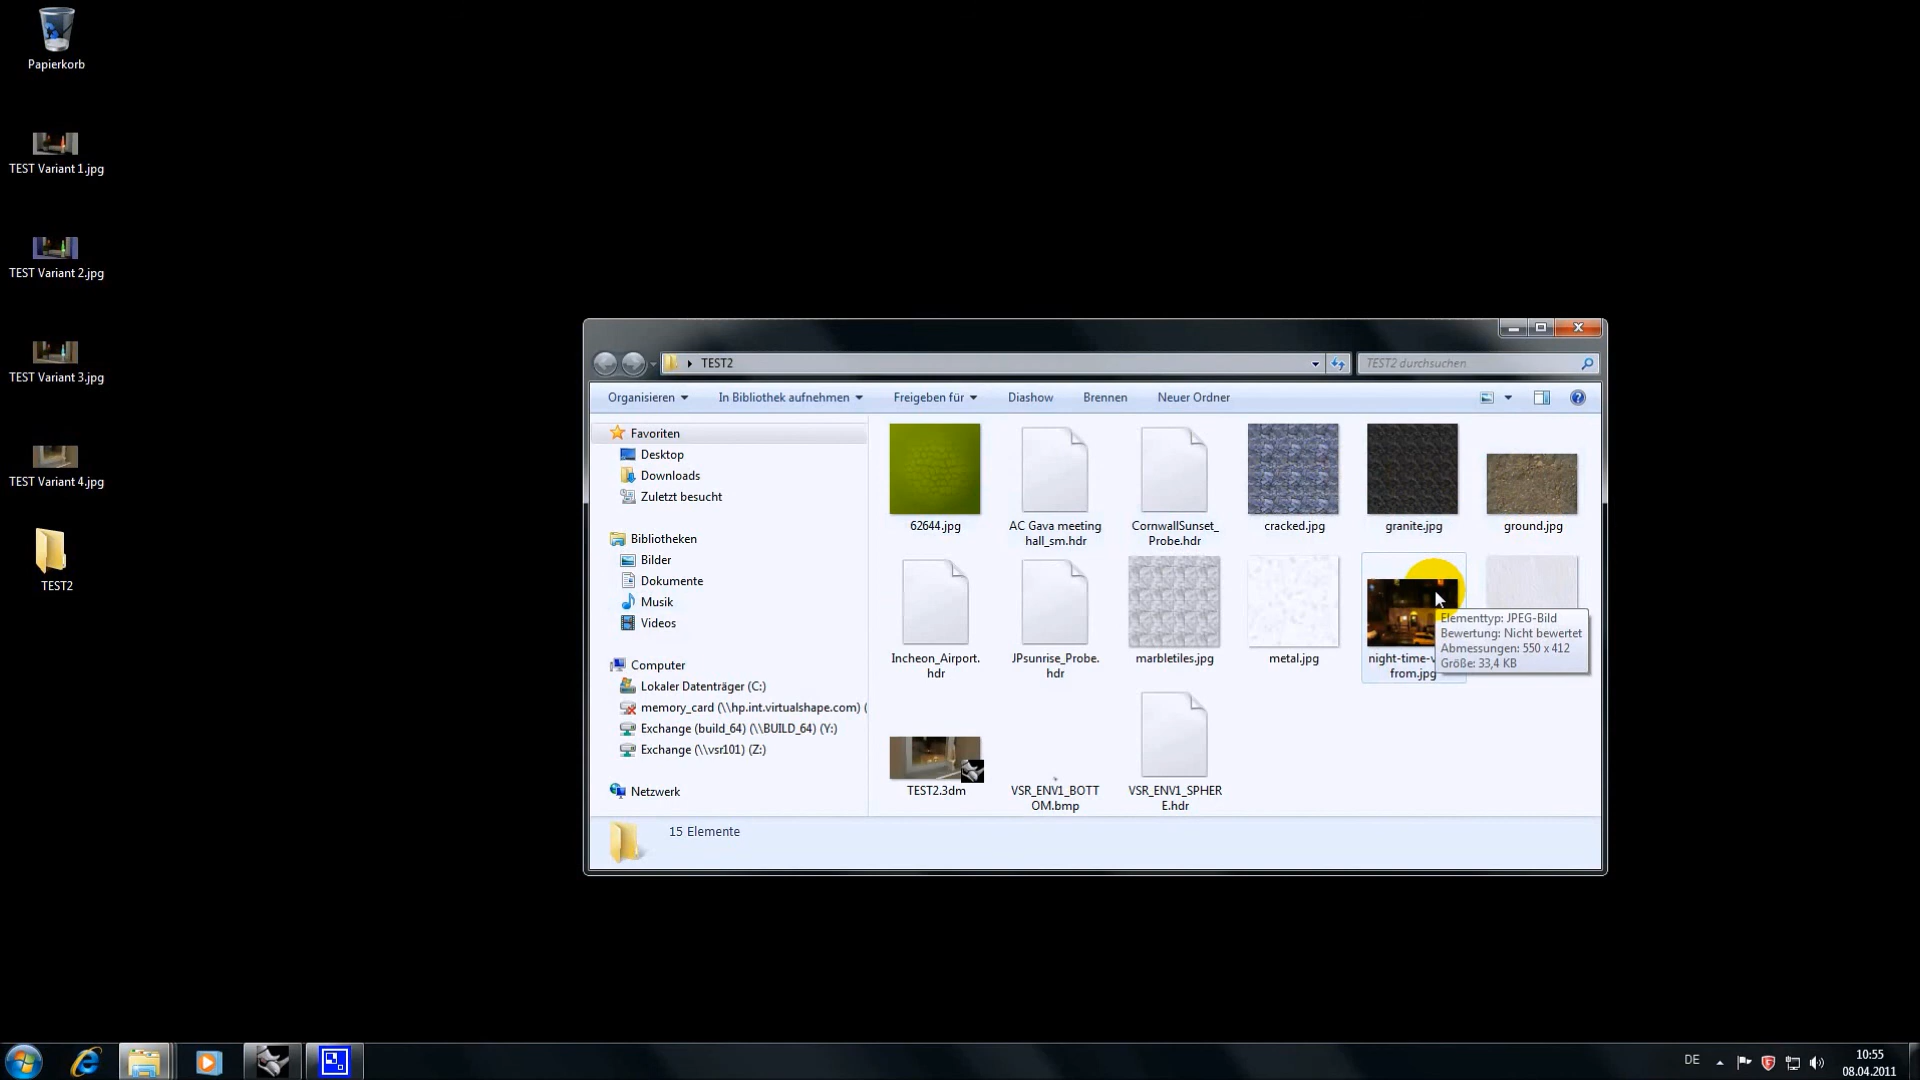 Papierkorb
TEST Variant 1.jpg
TEST Variant 2.jpg
TEST Variant 3.jpg
TEST Variant 4.jpg
TEST2
TEST2
TEST2 durchsuchen
Organisieren
In Bibliothek aufnehmen
Freigeben für
Diashow
Brennen
Neuer Ordner
Favoriten
Desktop
Downloads
Zuletzt besucht
Bibliotheken
Bilder
Dokumente
Musik
Videos
Computer
Lokaler Datenträger (C:)
memory_card (\\hp.int.virtualshape.com) (
Exchange (build_64) (\\BUILD_64) (Y:)
Exchange (\\vsr101) (Z:)
Netzwerk
62644.jpg
AC Gava meeting
hall_sm.hdr
CornwallSunset_
Probe.hdr
cracked.jpg
granite.jpg
ground.jpg
Incheon_Airport.
hdr
JPsunrise_Probe.
hdr
marbletiles.jpg
metal.jpg
night-time-v
from.jpg
Elementtyp: JPEG-Bild
Bewertung: Nicht bewertet
Abmessungen: 550 x 412
Größe: 33,4 KB
TEST2.3dm
VSR_ENV1_BOTT
OM.bmp
VSR_ENV1_SPHER
E.hdr
15 Elemente
DE
10:55
08.04.2011